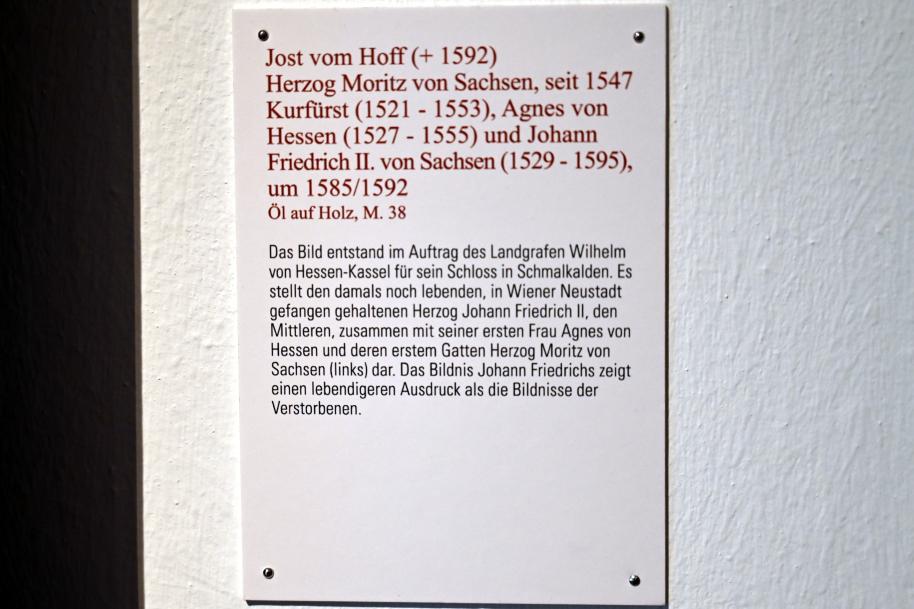 Jost vom Hoff (+ 1592)
Herzog Moritz von Sachsen, seit 1547
Kurfürst (1521 - 1553), Agnes von
Hessen (1527 - 1555) und Johann
Friedrich II. von Sachsen (1529 - 1595),
um 1585/1592
Öl auf Holz, M. 38
Das Bild entstand im Auftrag des Landgrafen Wilhelm
von Hessen-Kassel für sein Schloss in Schmalkalden. Es
stellt den damals noch lebenden, in Wiener Neustadt
gefangen gehaltenen Herzog Johann Friedrich II, den
Mittleren, zusammen mit seiner ersten Frau Agnes von
Hessen und deren erstem Gatten Herzog Moritz von
Sachsen (links) dar. Das Bildnis Johann Friedrichs zeigt
einen lebendigeren Ausdruck als die Bildnisse der
Verstorbenen.